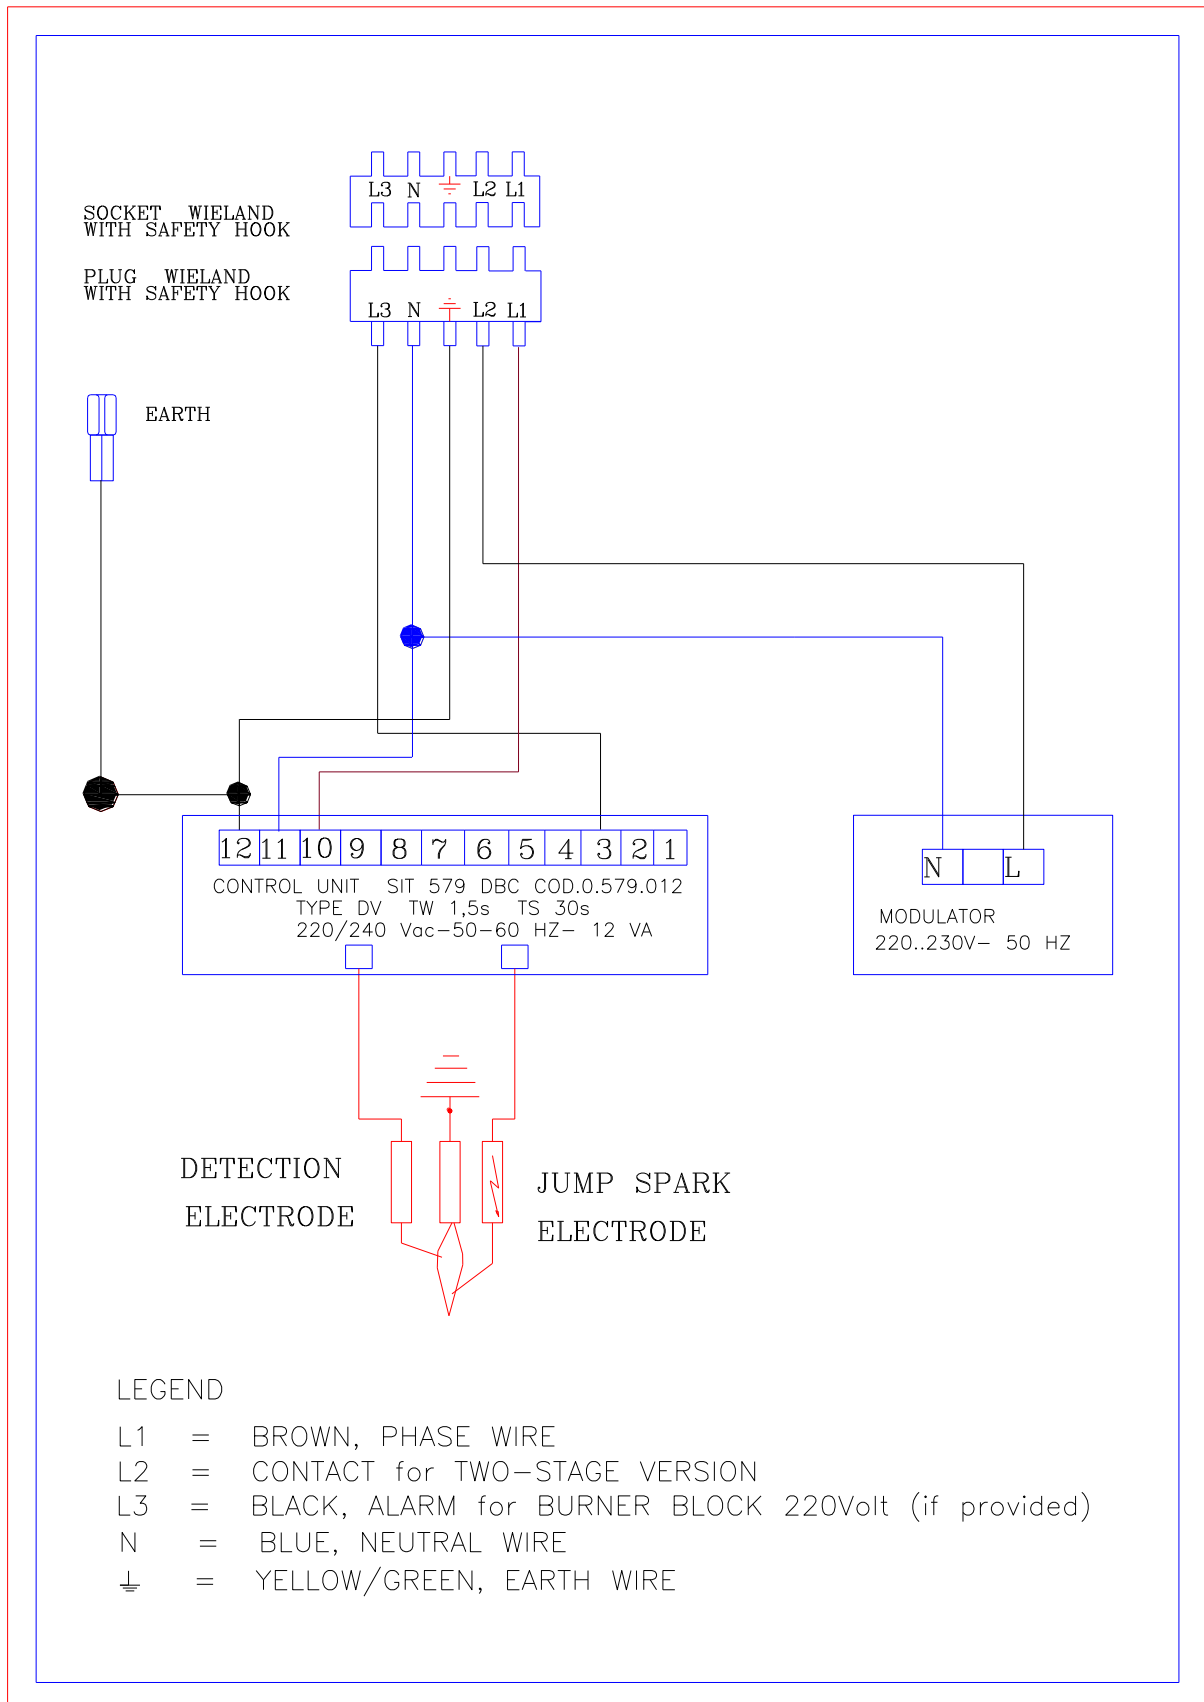 L3 N L2 L1
SOCKET WIELAND
WITH SAFETY HOOK
PLUG WIELAND
WITH SAFETY HOOK
L3 N L2 L1
EARTH
12 11 10 9 8 7 6 5 4 3 2 1
CONTROL UNIT SIT 579 DBC COD.0.579.012
TYPE DV TW 1,5s TS 30s
220/240 Vac-50-60 HZ- 12 VA
N L
MODULATOR
220..230V- 50 HZ
DETECTION
ELECTRODE
JUMP SPARK
ELECTRODE
LEGEND
L1 = BROWN, PHASE WIRE
L2 = CONTACT for TWO-STAGE VERSION
L3 = BLACK, ALARM for BURNER BLOCK 220Volt (if provided)
N = BLUE, NEUTRAL WIRE
⏚ = YELLOW/GREEN, EARTH WIRE